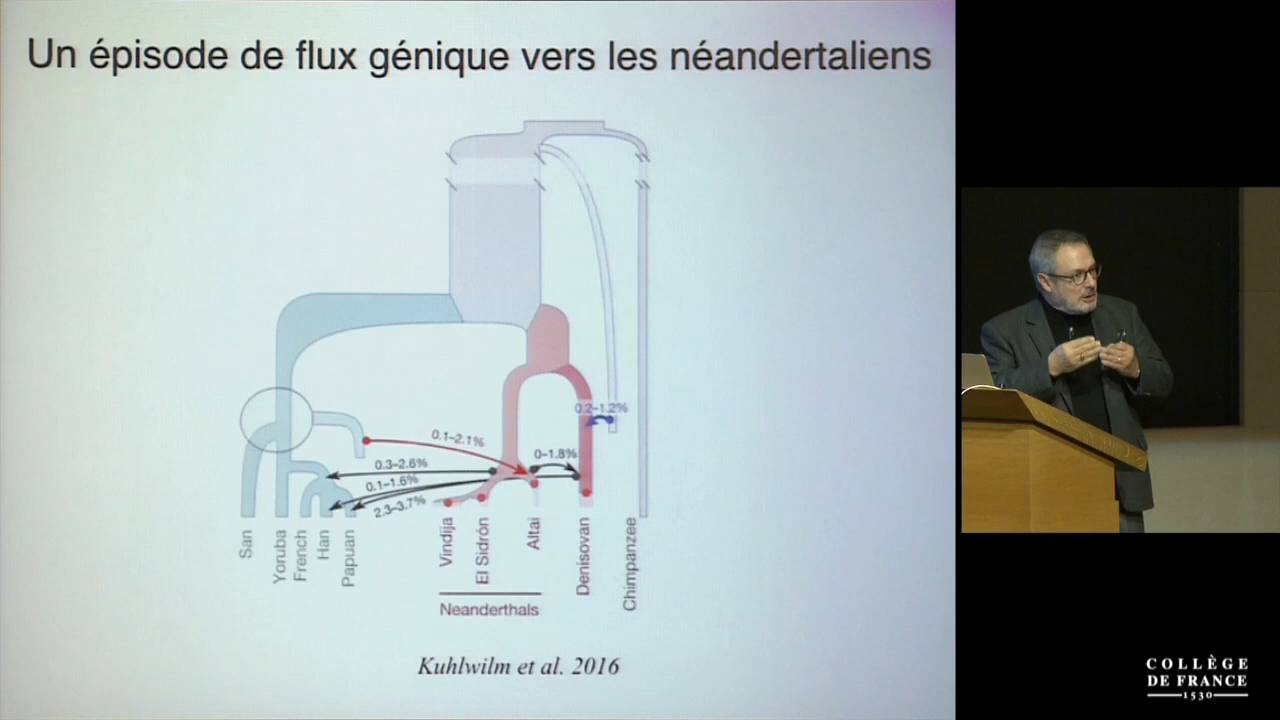 Un épisode de flux génique vers les néandertaliens
0.2–1.2%
0.1–2.1%
0–1.8%
0.3–2.6%
0.1–1.6%
2.3–3.7%
San
Yoruba
French
Han
Papuan
Vindija
El Sidrón
Altai
Denisovan
Chimpanzee
Neanderthals
Kuhlwilm et al. 2016
COLLÈGE
DE FRANCE
1530